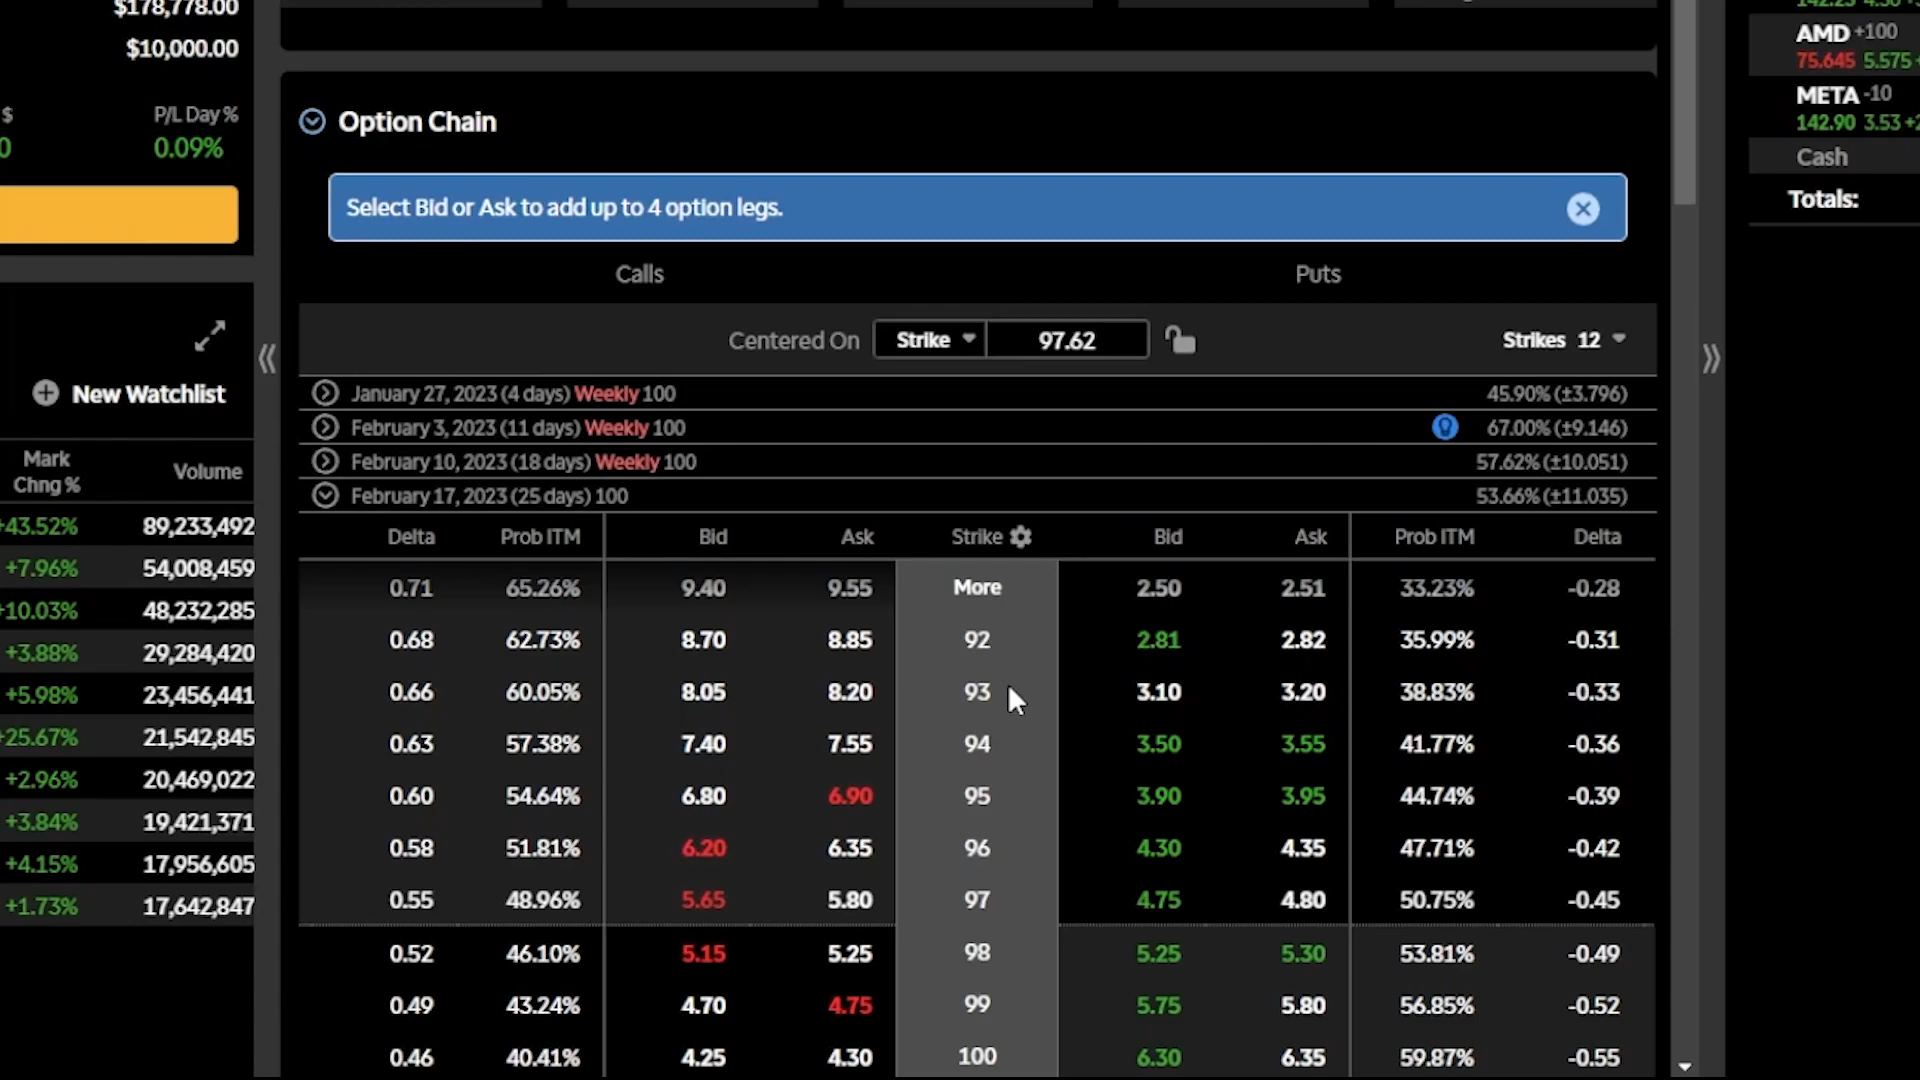 $178,778.00
$10,000.00
$ P/L Day %
0 0.09%
New Watchlist
Mark Chng % Volume
+43.52% 89,233,492
+7.96% 54,008,459
+10.03% 48,232,285
+3.88% 29,284,420
+5.98% 23,456,441
+25.67% 21,542,845
+2.96% 20,469,022
+3.84% 19,421,371
+4.15% 17,956,605
+1.73% 17,642,847
Option Chain
Select Bid or Ask to add up to 4 option legs.
Calls Puts
Centered On Strike 97.62 Strikes 12
January 27, 2023 (4 days) Weekly 100 45.90% (±3.796)
February 3, 2023 (11 days) Weekly 100 67.00% (±9.146)
February 10, 2023 (18 days) Weekly 100 57.62% (±10.051)
February 17, 2023 (25 days) 100 53.66% (±11.035)
Delta Prob ITM Bid Ask Strike Bid Ask Prob ITM Delta
0.71 65.26% 9.40 9.55 More 2.50 2.51 33.23% -0.28
0.68 62.73% 8.70 8.85 92 2.81 2.82 35.99% -0.31
0.66 60.05% 8.05 8.20 93 3.10 3.20 38.83% -0.33
0.63 57.38% 7.40 7.55 94 3.50 3.55 41.77% -0.36
0.60 54.64% 6.80 6.90 95 3.90 3.95 44.74% -0.39
0.58 51.81% 6.20 6.35 96 4.30 4.35 47.71% -0.42
0.55 48.96% 5.65 5.80 97 4.75 4.80 50.75% -0.45
0.52 46.10% 5.15 5.25 98 5.25 5.30 53.81% -0.49
0.49 43.24% 4.70 4.75 99 5.75 5.80 56.85% -0.52
0.46 40.41% 4.25 4.30 100 6.30 6.35 59.87% -0.55
AMD +100
75.645 5.575 +
META -10
142.90 3.53 +2
Cash
Totals: